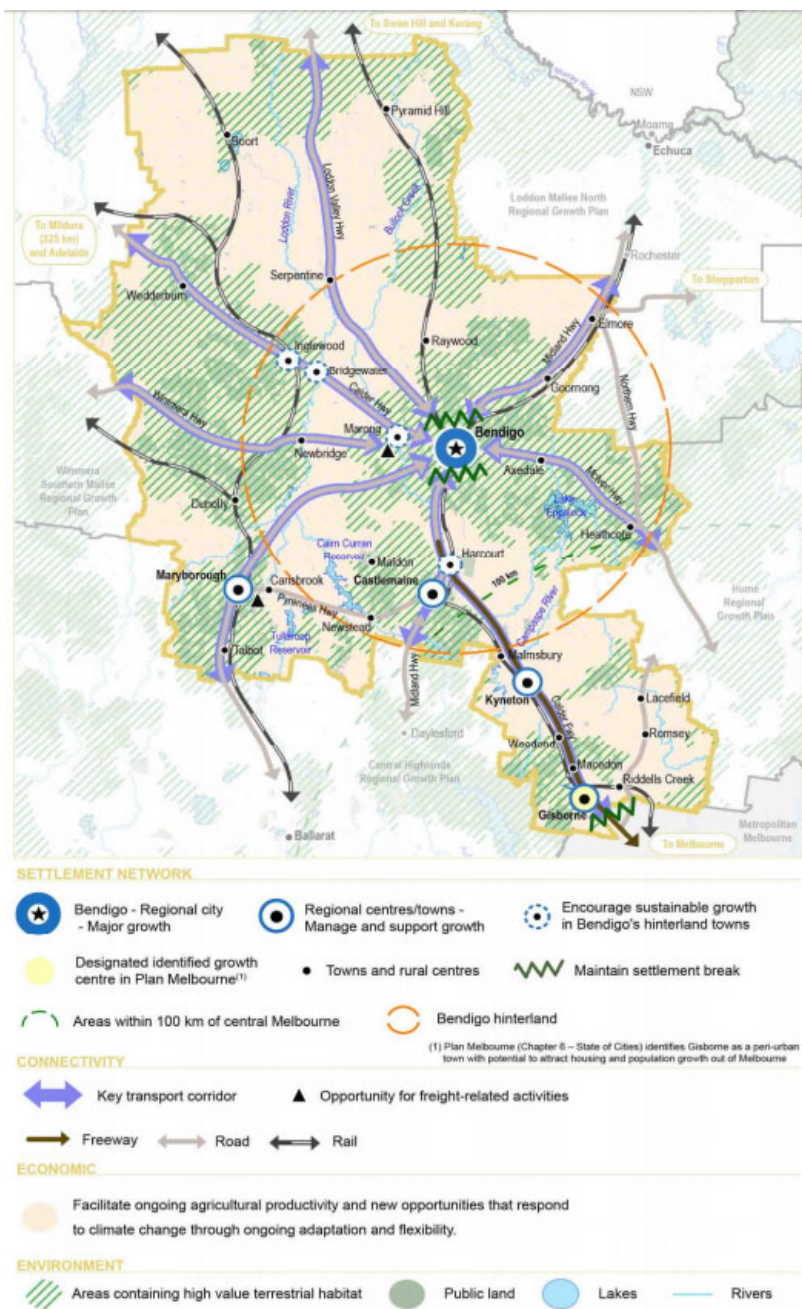 To Swan Hill and Kerang
Murray River
NSW
Moama
Echuca
Pyramid Hill
Boort
Loddon River
Loddon Valley Hwy
Bullock Creek
Loddon Mallee North
Regional Growth Plan
To Mildura
(325 km)
and Adelaide
Rochester
To Shepparton
Wedderburn
Serpentine
Elmore
Inglewood
Bridgewater
Raywood
Midland Hwy
Goornong
Northern Hwy
Calder Hwy
Wimmera Hwy
Marong
Bendigo
Newbridge
Axedale
McIvor Hwy
Wimmera
Southern Mallee
Regional Growth
Plan
Dunolly
Lake
Eppalock
Heathcote
Cairn Curran
Reservoir
Maldon
Harcourt
100 km
Maryborough
Carisbrook
Castlemaine
Pyrenees Hwy
Newstead
Campaspe River
Hume
Regional
Growth Plan
Talbot
Tullaroop
Reservoir
Midland Hwy
Malmsbury
Kyneton
Lacefield
Daylesford
Calder Fwy
Woodend
Romsey
Macedon
Central Highlands
Regional Growth Plan
Riddells Creek
Gisborne
Metropolitan
Melbourne
Ballarat
To Melbourne
SETTLEMENT NETWORK
Bendigo - Regional city
- Major growth
Regional centres/towns -
Manage and support growth
Encourage sustainable growth
in Bendigo's hinterland towns
Designated identified growth
centre in Plan Melbourne(1)
Towns and rural centres
Maintain settlement break
Areas within 100 km of central Melbourne
Bendigo hinterland
(1) Plan Melbourne (Chapter 6 – State of Cities) identifies Gisborne as a peri-urban
town with potential to attract housing and population growth out of Melbourne
CONNECTIVITY
Key transport corridor
Opportunity for freight-related activities
Freeway
Road
Rail
ECONOMIC
Facilitate ongoing agricultural productivity and new opportunities that respond
to climate change through ongoing adaptation and flexibility.
ENVIRONMENT
Areas containing high value terrestrial habitat
Public land
Lakes
Rivers